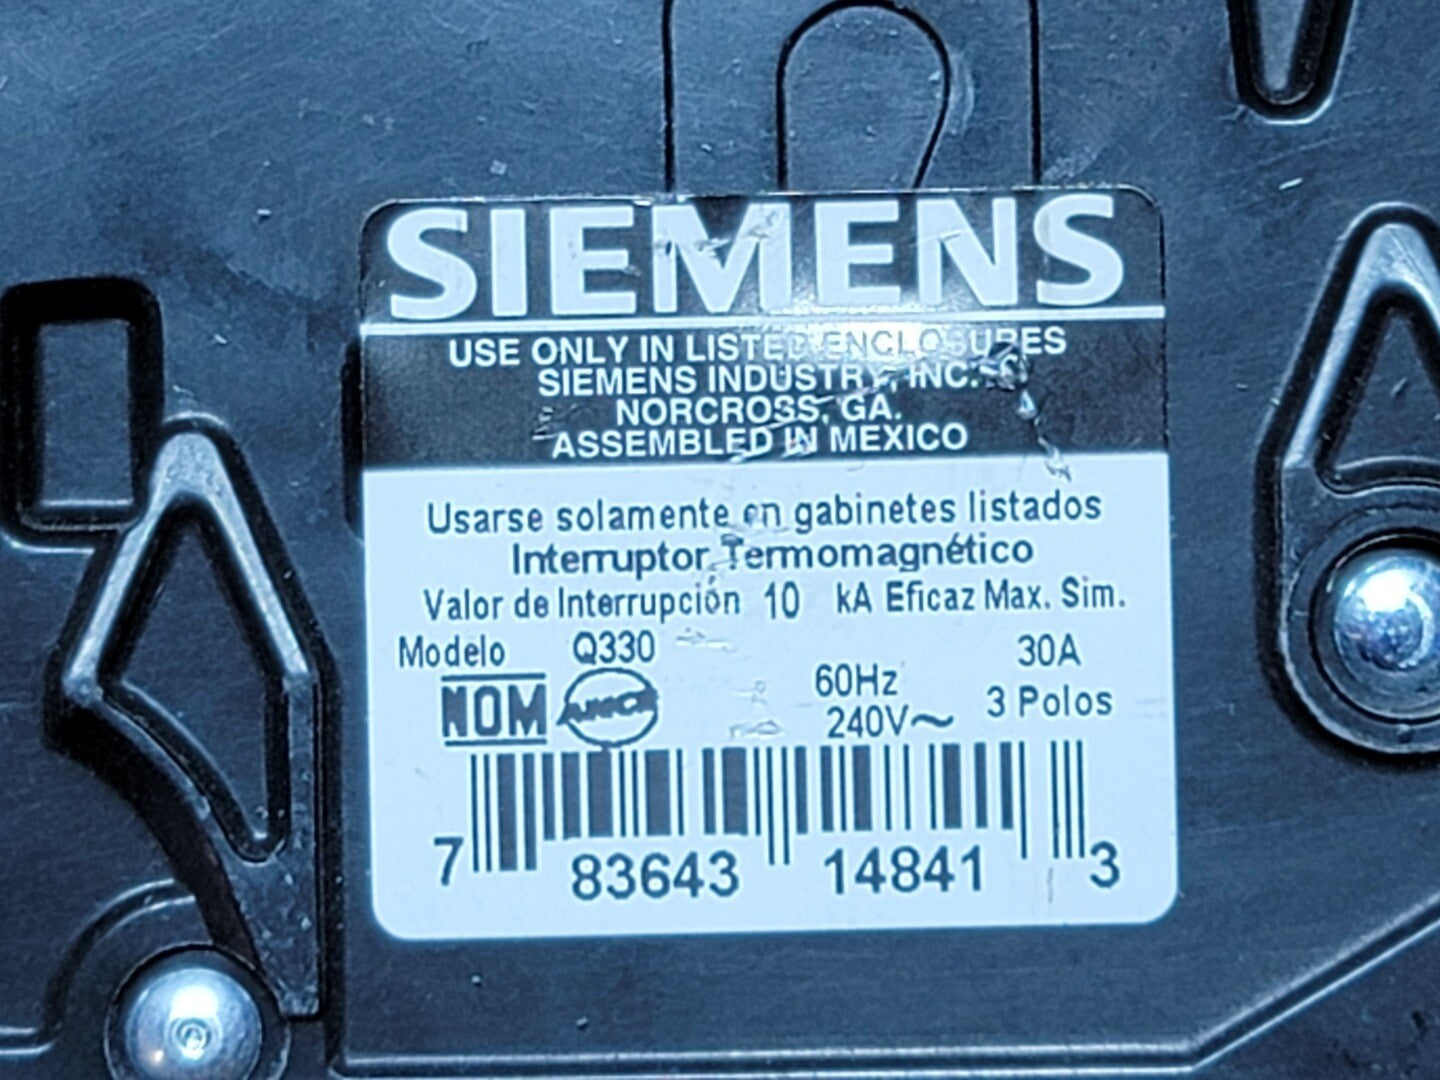 SIEMENS
USE ONLY IN LISTED ENCLOSURES
SIEMENS INDUSTRY, INC.
NORCROSS, GA.
ASSEMBLED IN MEXICO
Usarse solamente en gabinetes listados
Interruptor Termomagnético
Valor de Interrupción 10 kA Eficaz Max. Sim.
Modelo Q330 30A
NOM ANCE 60Hz 3 Polos
240V~
7 83643 14841 3